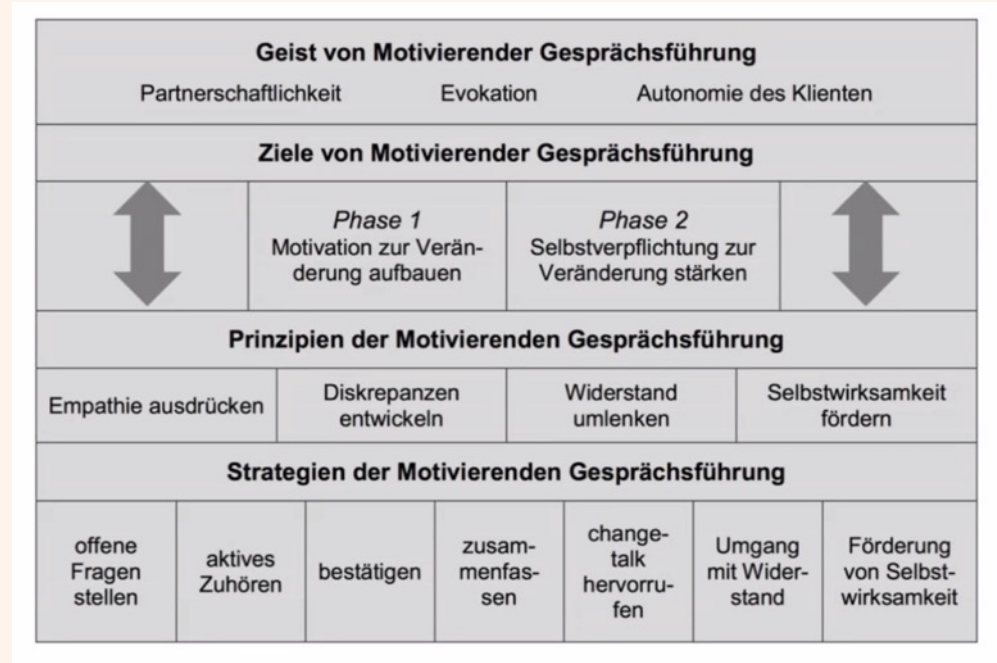 Geist von Motivierender Gesprächsführung
Partnerschaftlichkeit Evokation Autonomie des Klienten
Ziele von Motivierender Gesprächsführung
Phase 1
Motivation zur Verän-
derung aufbauen
Phase 2
Selbstverpflichtung zur
Veränderung stärken
Prinzipien der Motivierenden Gesprächsführung
Empathie ausdrücken
Diskrepanzen
entwickeln
Widerstand
umlenken
Selbstwirksamkeit
fördern
Strategien der Motivierenden Gesprächsführung
offene
Fragen
stellen
aktives
Zuhören
bestätigen
zusam-
menfas-
sen
change-
talk
hervorru-
fen
Umgang
mit Wider-
stand
Förderung
von Selbst-
wirksamkeit